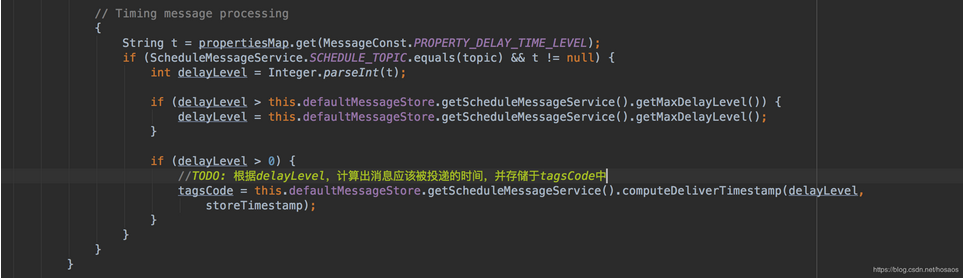 // Timing message processing
{
String t = propertiesMap.get(MessageConst.PROPERTY_DELAY_TIME_LEVEL);
if (ScheduleMessageService.SCHEDULE_TOPIC.equals(topic) && t != null) {
int delayLevel = Integer.parseInt(t);
if (delayLevel > this.defaultMessageStore.getScheduleMessageService().getMaxDelayLevel()) {
delayLevel = this.defaultMessageStore.getScheduleMessageService().getMaxDelayLevel();
}
if (delayLevel > 0) {
//TODO: 根据delayLevel，计算出消息应该被投递的时间，并存储于tagsCode中
tagsCode = this.defaultMessageStore.getScheduleMessageService().computeDeliverTimestamp(delayLevel,
storeTimestamp);
}
}
}
}
https://blog.csdn.net/hosaos